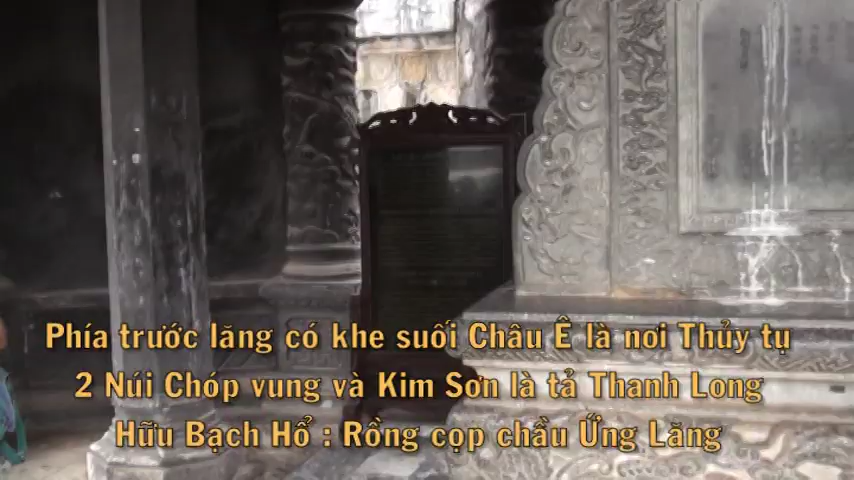 Phía trước lăng có khe suối Châu Ê là nơi Thủy tụ
2 Núi Chóp vung và Kim Sơn là tả Thanh Long
Hữu Bạch Hổ : Rồng cọp chầu Ứng Lăng